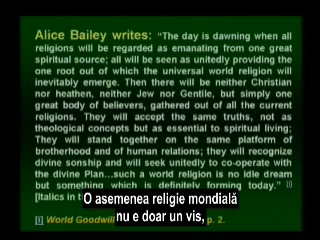 Alice Bailey writes: “The day is dawning when all
religions will be regarded as emanating from one great
spiritual source; all will be seen as unitedly providing the
one root out of which the universal world religion will
inevitably emerge. Then there will be neither Christian
nor heathen, neither Jew nor Gentile, but simply one
great body of believers, gathered out of all the current
religions. They will accept the same truths, not as
theological concepts but as essential to spiritual living;
They will stand together on the same platform of
brotherhood and of human relations; they will recognize
divine sonship and will seek unitedly to co-operate with
the divine Plan...such a world religion is no idle dream
but something which is definitely forming today.” [i]
[Italics in t
O asemenea religie mondială
nu e doar un vis,
[i] World Goodwill p. 2.